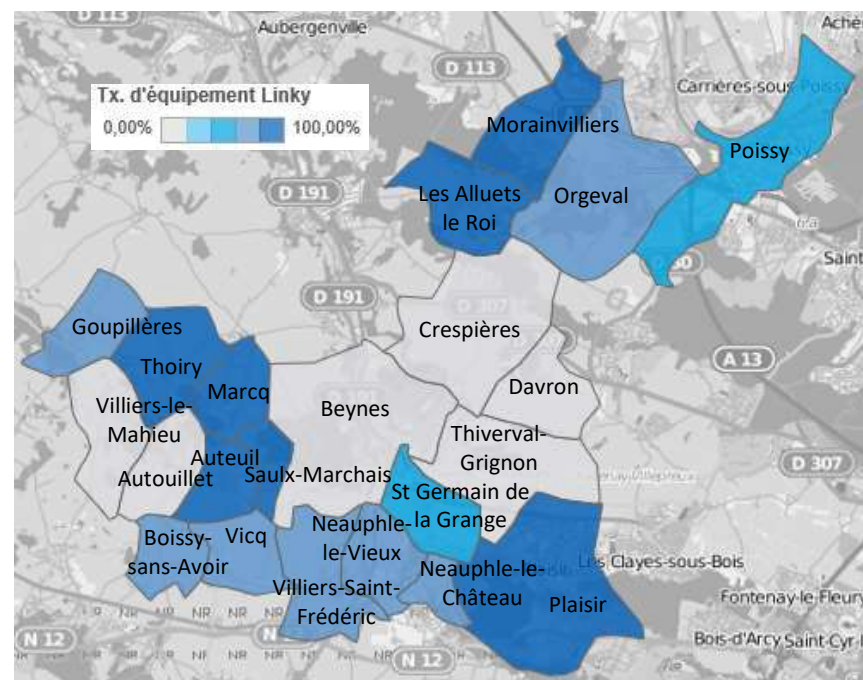 D 113
Aubergenville
Achè
D 113
Tx. d'équipement Linky
0,00%
100,00%
Carrières-sous-Poissy
Morainvilliers
Poissy
D 191
Les Alluets
le Roi
Orgeval
Saint
D 191
Crespières
Goupillères
Thoiry
Marcq
A 13
Davron
Beynes
Villiers-le-
Mahieu
Thiverval-
Grignon
Auteuil
Autouillet
Saulx-Marchais
D 307
St Germain de
la Grange
Boissy-
sans-Avoir
Vicq
Neauphle-
le-Vieux
Les Clayes-sous-Bois
Villiers-Saint-
Frédéric
Neauphle-le-
Château
Plaisir
Fontenay-le-Fleury
NR NR NR NR NR
N 12
Bois-d'Arcy
Saint-Cyr-l
N 12